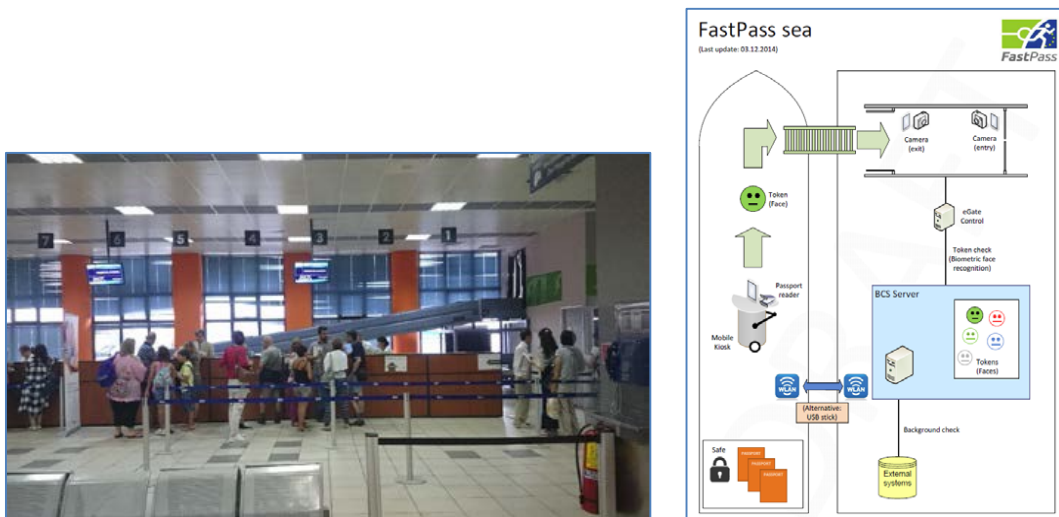 7
6
5
4
3
2
1
FastPass sea
(Last update: 03.12.2014)
FastPass
DRAFT
Camera
(exit)
Camera
(entry)
Token
(Face)
eGate
Control
Token check
(Biometric face
recognition)
Passport
reader
Mobile
Kiosk
BCS Server
Tokens
(Faces)
WLAN
WLAN
(Alternative:
USB stick)
Background check
Safe
PASSPORT
PASSPORT
PASSPORT
External
systems